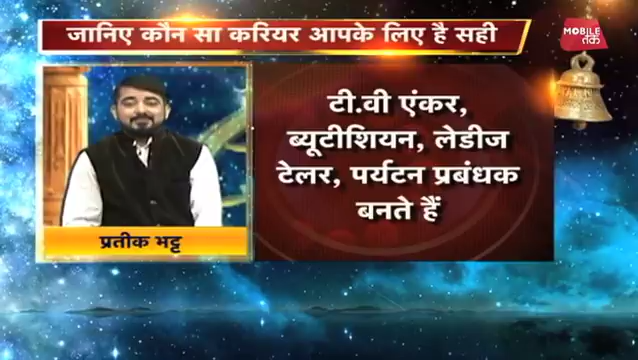 जानिए कौन सा करियर आपके लिए है सही
MOBILE
तक
टी.वी एंकर,
ब्यूटीशियन, लेडीज
टेलर, पर्यटन प्रबंधक
बनते हैं
प्रतीक भट्ट